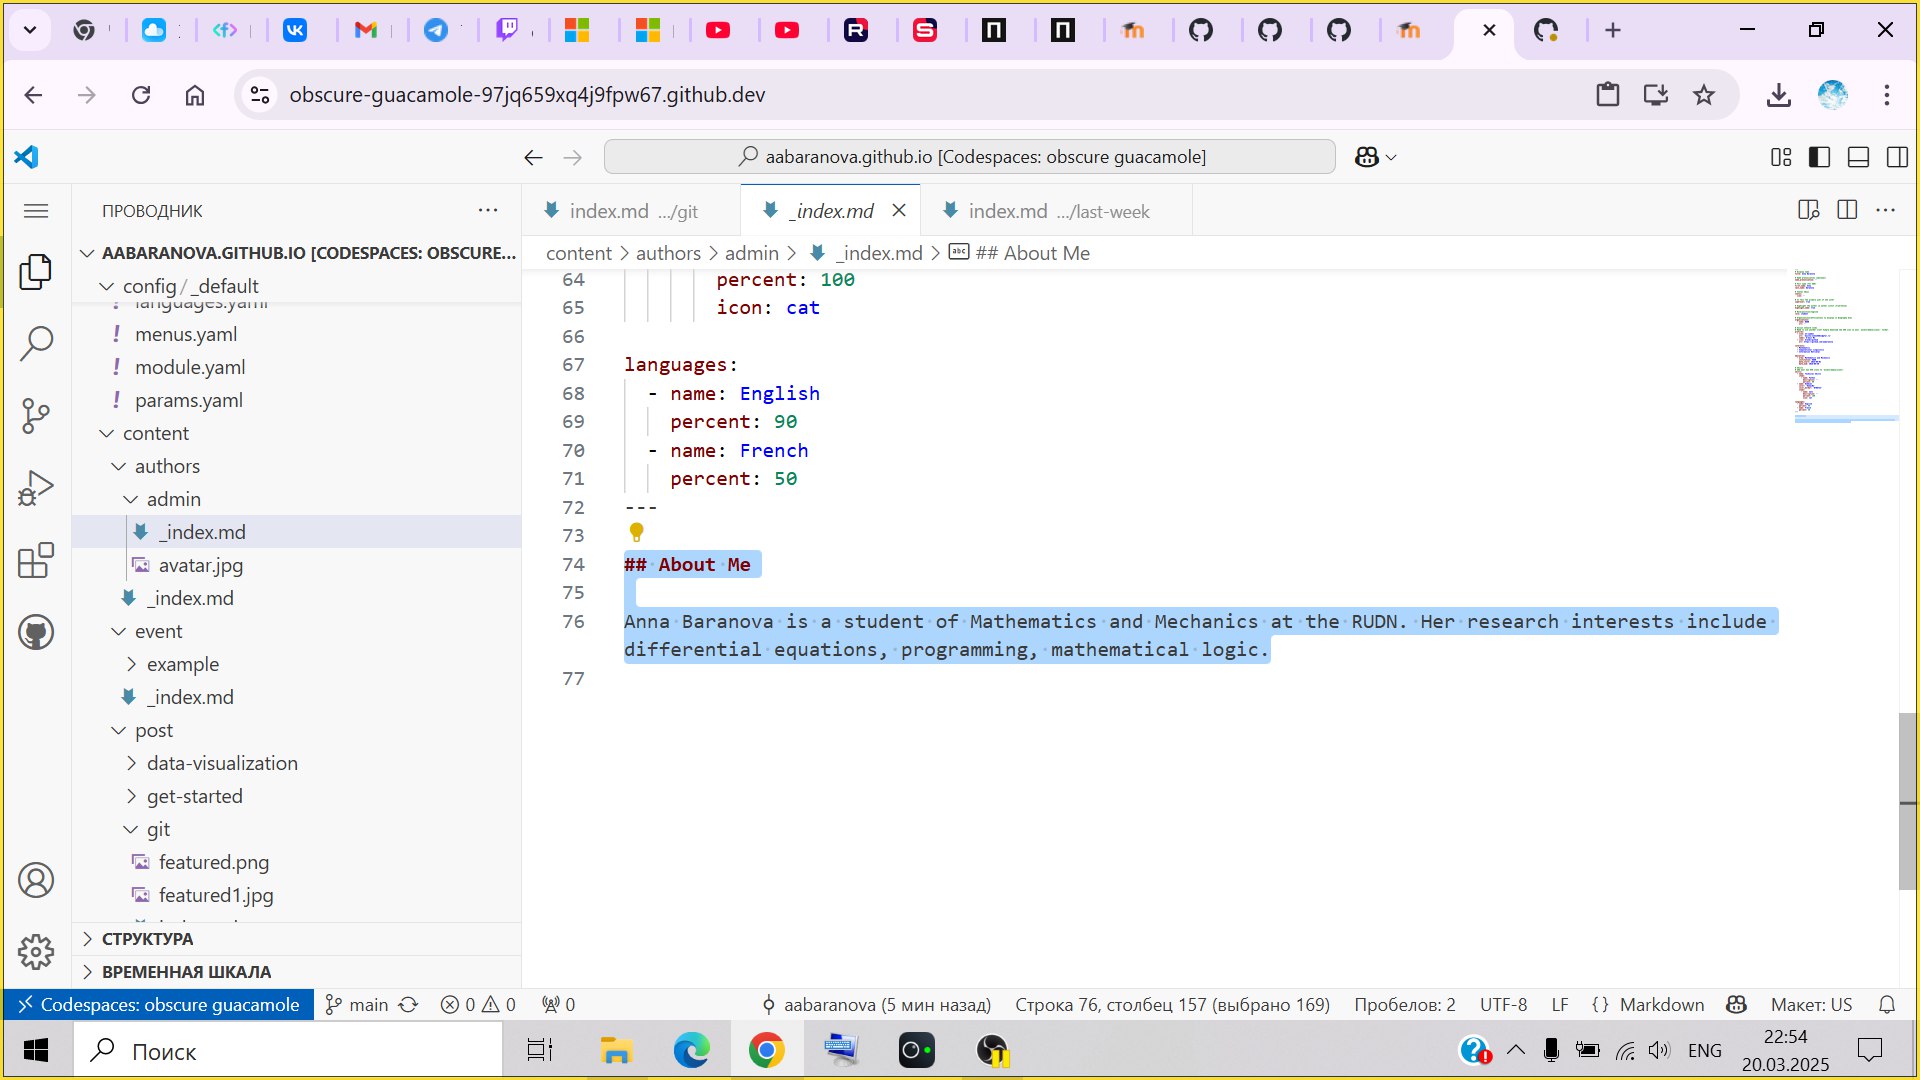 obscure-guacamole-97jq659xq4j9fpw67.github.dev
aabaranova.github.io [Codespaces: obscure guacamole]
ПРОВОДНИК
AABARANOVA.GITHUB.IO [CODESPACES: OBSCURE...
config / _default
languages.yaml
menus.yaml
module.yaml
params.yaml
content
authors
admin
_index.md
avatar.jpg
_index.md
event
example
_index.md
post
data-visualization
get-started
git
featured.png
featured1.jpg
СТРУКТУРА
ВРЕМЕННАЯ ШКАЛА
index.md .../git
_index.md
index.md .../last-week
content > authors > admin > _index.md > ## About Me
64 percent: 100
65 icon: cat
66
67 languages:
68 - name: English
69 percent: 90
70 - name: French
71 percent: 50
72 ---
73
74 ## About Me
75
76 Anna Baranova is a student of Mathematics and Mechanics at the RUDN. Her research interests include
differential equations, programming, mathematical logic.
77
Codespaces: obscure guacamole
main
0 0
0
aabaranova (5 мин назад)
Строка 76, столбец 157 (выбрано 169)
Пробелов: 2
UTF-8
LF
{ } Markdown
Макет: US
Поиск
ENG
22:54
20.03.2025